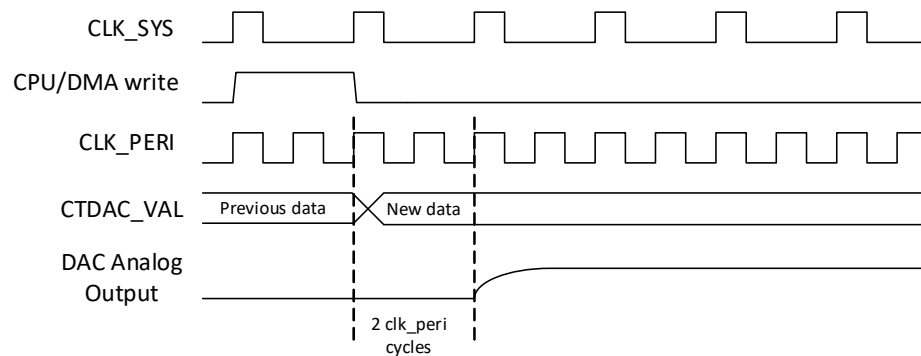 CLK_SYS
CPU/DMA write
CLK_PERI
CTDAC_VAL
Previous data
New data
DAC Analog
Output
2 clk_peri
cycles